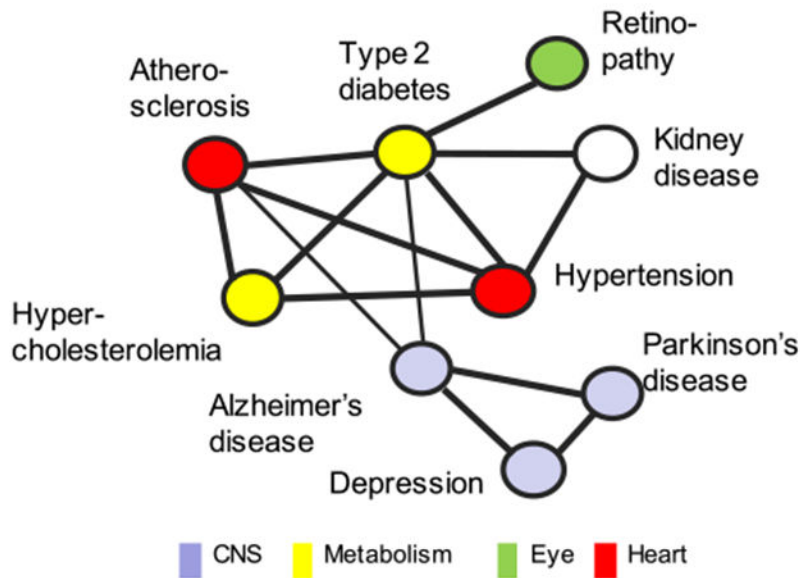 Retino-
pathy
Type 2
diabetes
Athero-
sclerosis
Kidney
disease
Hypertension
Hyper-
cholesterolemia
Parkinson's
disease
Alzheimer's
disease
Depression
CNS Metabolism Eye Heart